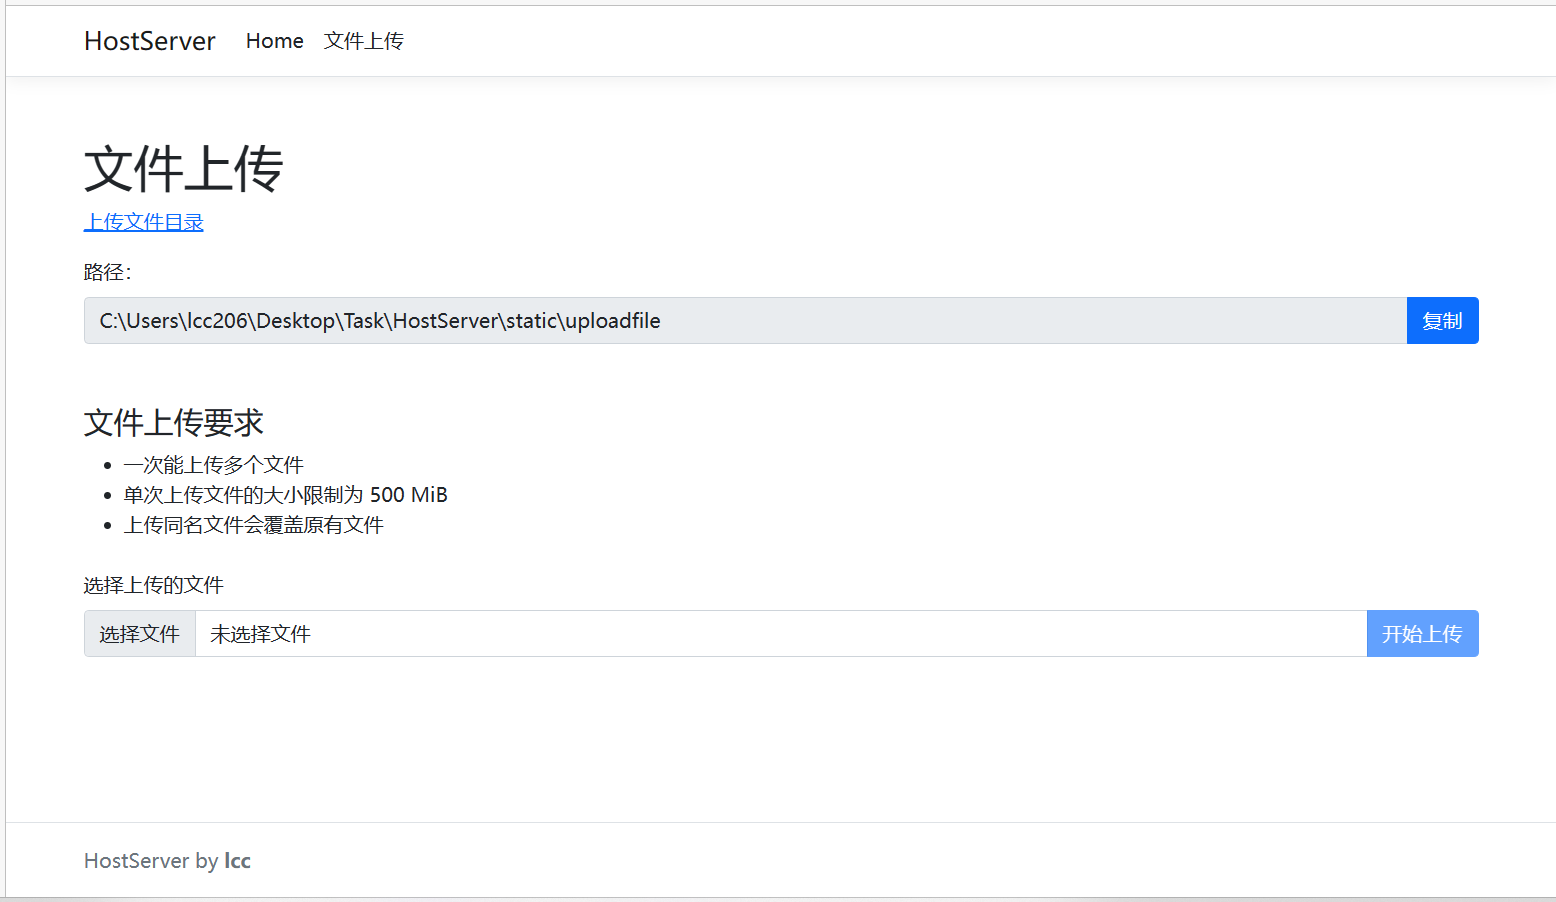 HostServer Home 文件上传
文件上传
上传文件目录
路径：
C:\Users\lcc206\Desktop\Task\HostServer\static\uploadfile 复制
文件上传要求
• 一次能上传多个文件
• 单次上传文件的大小限制为 500 MiB
• 上传同名文件会覆盖原有文件
选择上传的文件
选择文件 未选择文件 开始上传
HostServer by lcc